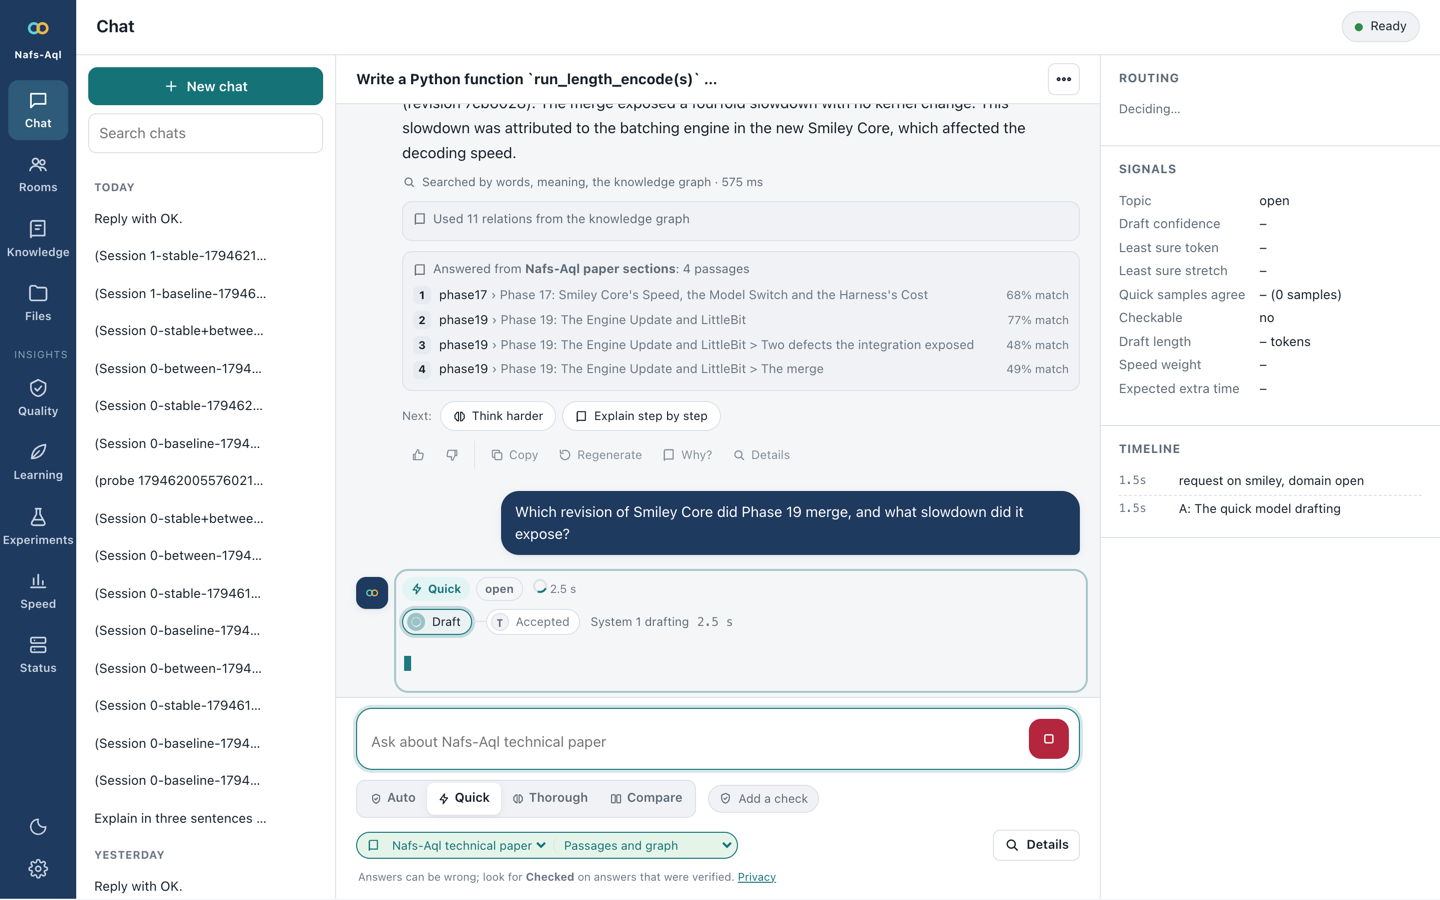 Nafs-Aql
Chat
Rooms
Knowledge
Files
INSIGHTS
Quality
Learning
Experiments
Speed
Status
Chat
Ready
+ New chat
Search chats
TODAY
Reply with OK.
(Session 1-stable-1794621...
(Session 1-baseline-17946...
(Session 0-stable+betwee...
(Session 0-between-1794...
(Session 0-stable-179462...
(Session 0-baseline-1794...
(probe 179462005576021...
(Session 0-stable+betwee...
(Session 0-between-1794...
(Session 0-stable-179461...
(Session 0-baseline-1794...
(Session 0-between-1794...
(Session 0-stable-179461...
(Session 0-baseline-1794...
(Session 0-baseline-1794...
Explain in three sentences ...
YESTERDAY
Reply with OK.
Write a Python function `run_length_encode(s)` ...
(revision 7cb6028). The merge exposed a fourfold slowdown with no kernel change. This
slowdown was attributed to the batching engine in the new Smiley Core, which affected the
decoding speed.
Searched by words, meaning, the knowledge graph · 575 ms
Used 11 relations from the knowledge graph
Answered from Nafs-Aql paper sections: 4 passages
1 phase17 › Phase 17: Smiley Core's Speed, the Model Switch and the Harness's Cost 68% match
2 phase19 › Phase 19: The Engine Update and LittleBit 77% match
3 phase19 › Phase 19: The Engine Update and LittleBit > Two defects the integration exposed 48% match
4 phase19 › Phase 19: The Engine Update and LittleBit > The merge 49% match
Next: Think harder Explain step by step
Copy Regenerate Why? Details
Which revision of Smiley Core did Phase 19 merge, and what slowdown did it
expose?
Quick open 2.5 s
Draft T Accepted System 1 drafting 2.5 s
Ask about Nafs-Aql technical paper
Auto Quick Thorough Compare Add a check
Nafs-Aql technical paper Passages and graph Details
Answers can be wrong; look for Checked on answers that were verified. Privacy
ROUTING
Deciding...
SIGNALS
Topic open
Draft confidence –
Least sure token –
Least sure stretch –
Quick samples agree – (0 samples)
Checkable no
Draft length – tokens
Speed weight –
Expected extra time –
TIMELINE
1.5s request on smiley, domain open
1.5s A: The quick model drafting